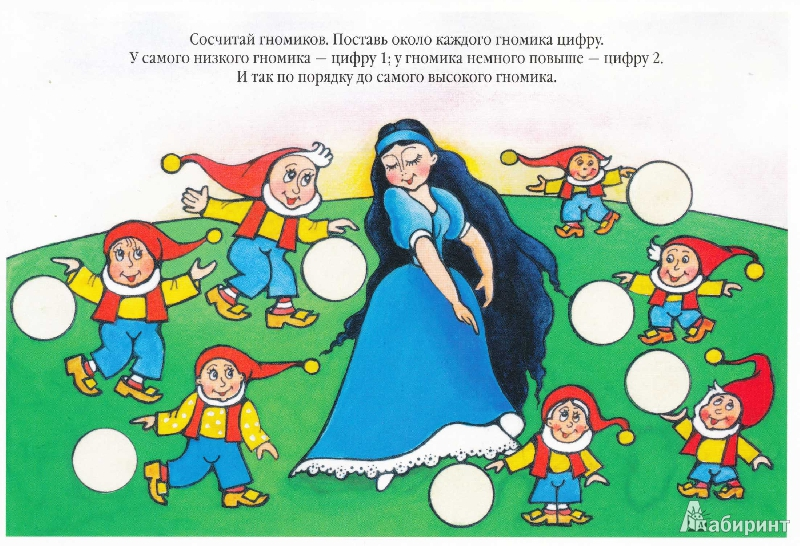 Сосчитай гномиков. Поставь около каждого гномика цифру.
У самого низкого гномика — цифру 1; у гномика немного повыше — цифру 2.
И так по порядку до самого высокого гномика.
Лабиринт